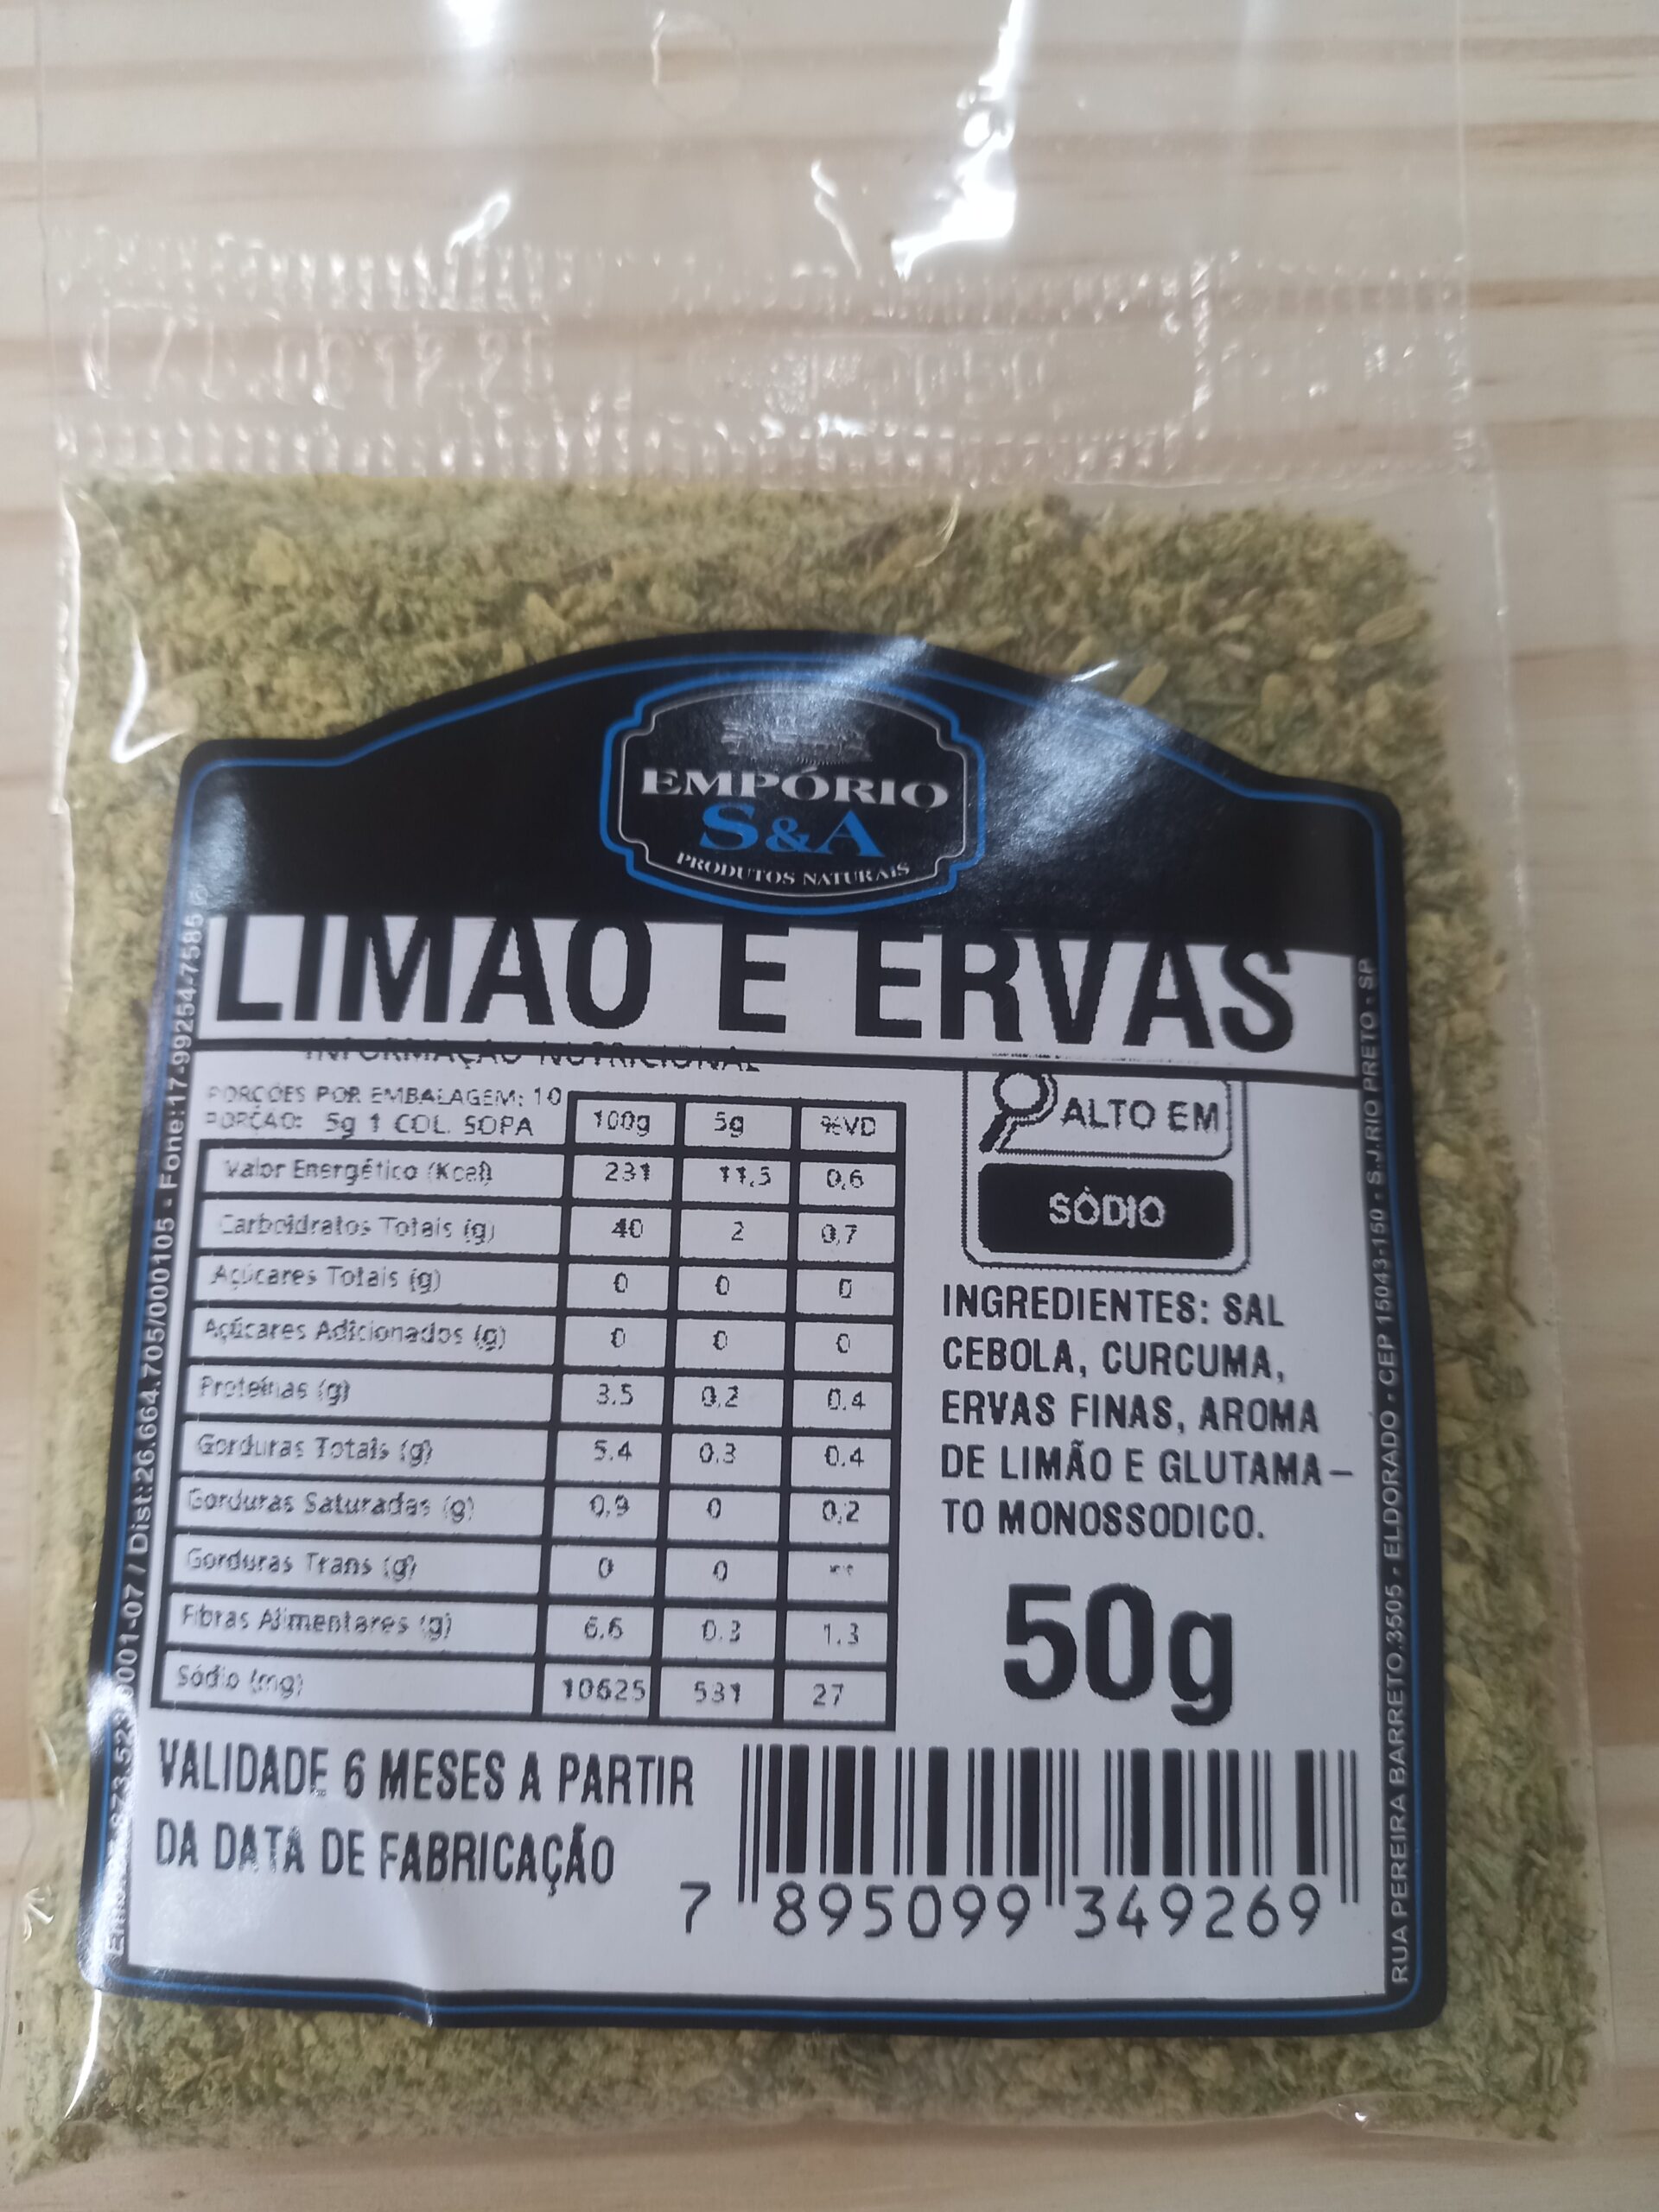 EMPÓRIO
S&A
PRODUTOS NATURAIS
LIMÃO E ERVAS
INFORMAÇÃO NUTRICIONAL
PORÇÕES POR EMBALAGEM: 10
PORÇÃO: 5g 1 COL. SOPA
100g 5g %VD
Valor Energético (Kcal) 231 11,5 0,6
Carboidratos Totais (g) 40 2 0,7
Açúcares Totais (g) 0 0 0
Açúcares Adicionados (g) 0 0 0
Proteínas (g) 3.5 0,2 0.4
Gorduras Totais (g) 5.4 0.3 0.4
Gorduras Saturadas (g) 0,9 0 0,2
Gorduras Trans (g) 0 0 **
Fibras Alimentares (g) 6.6 0.3 1.3
Sódio (mg) 10625 531 27
ALTO EM
SÓDIO
INGREDIENTES: SAL
CEBOLA, CURCUMA,
ERVAS FINAS, AROMA
DE LIMÃO E GLUTAMA–
TO MONOSSODICO.
50g
VALIDADE 6 MESES A PARTIR
DA DATA DE FABRICAÇÃO
7 895099 349269
/ Dist:26.664.705/000105 - Fone:17-99254-7585
RUA PEREIRA BARRETO,3505 - ELDORADO - CEP 15043-150 - S.J.RIO PRETO - SP